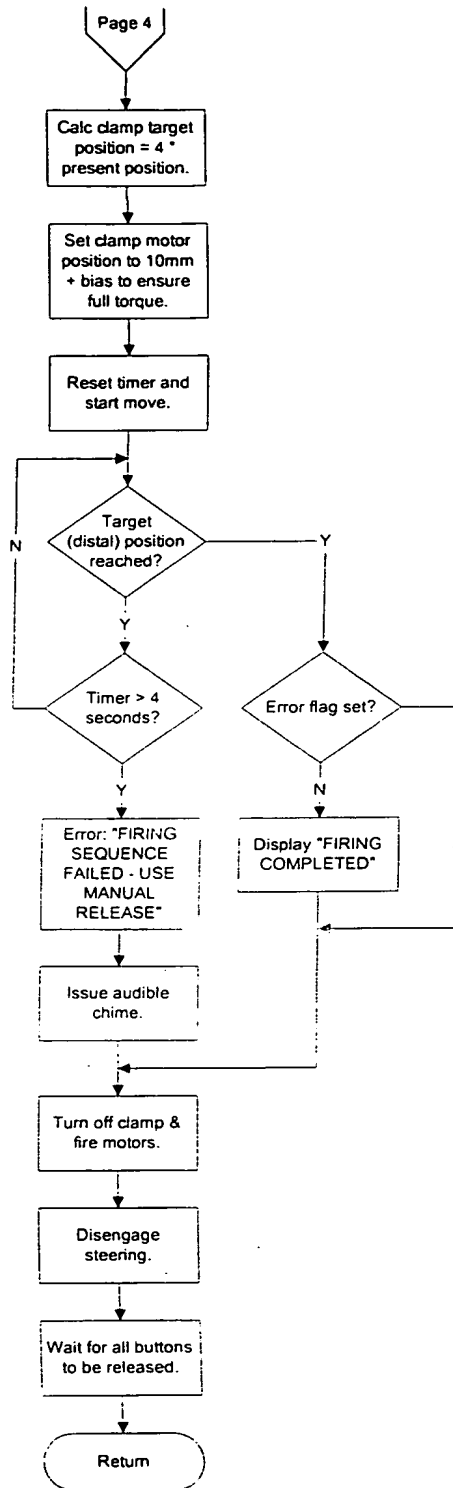 Page 4
Calc clamp target
position = 4 *
present position.
Set clamp motor
position to 10mm
+ bias to ensure
full torque.
Reset timer and
start move.
Target
(distal) position
reached?
N
Y
Y
Timer > 4
seconds?
Error flag set?
Y
N
Error: "FIRING
SEQUENCE
FAILED - USE
MANUAL
RELEASE"
Display "FIRING
COMPLETED"
Issue audible
chime.
Turn off clamp &
fire motors.
Disengage
steering.
Wait for all buttons
to be released.
Return